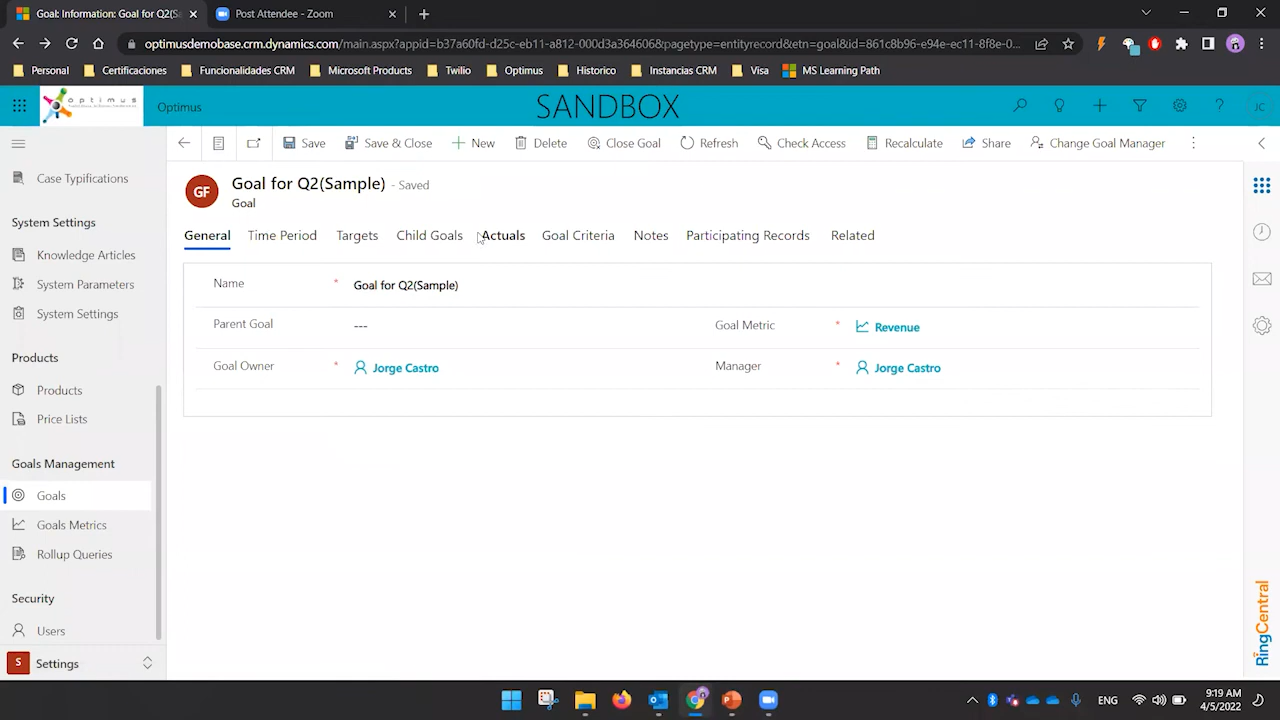 Goal: Information: Goal for Q2(Sa
Post Attendee - Zoom
optimusdemobase.crm.dynamics.com/main.aspx?appid=b37a60fd-d25c-eb11-a812-000d3a364606&pagetype=entityrecord&etn=goal&id=861c8b96-e94e-ec11-8f8e-0...
Personal
Certificaciones
Funcionalidades CRM
Microsoft Products
Twilio
Optimus
Historico
Instancias CRM
Visa
MS Learning Path
optimus
Optimus
SANDBOX
JC
Save
Save & Close
New
Delete
Close Goal
Refresh
Check Access
Recalculate
Share
Change Goal Manager
Case Typifications
System Settings
Knowledge Articles
System Parameters
System Settings
Products
Products
Price Lists
Goals Management
Goals
Goals Metrics
Rollup Queries
Security
Users
S
Settings
GF
Goal for Q2(Sample)
- Saved
Goal
General
Time Period
Targets
Child Goals
Actuals
Goal Criteria
Notes
Participating Records
Related
Name * Goal for Q2(Sample)
Parent Goal ---
Goal Metric * Revenue
Goal Owner * Jorge Castro
Manager * Jorge Castro
RingCentral
ENG
9:19 AM
4/5/2022